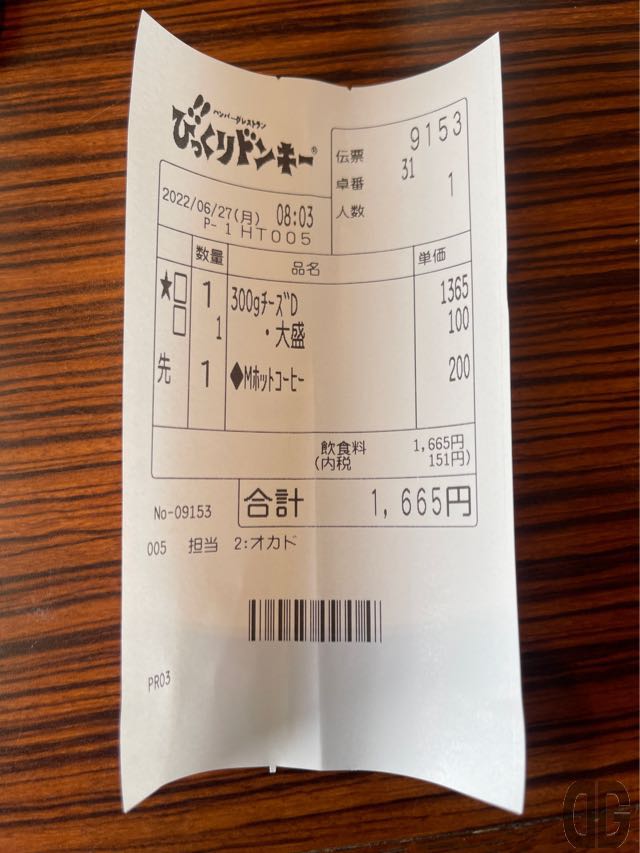 ハンバーグレストラン
びっくりドンキー®
伝票 9153
卓番 31
人数 1
2022/06/27(月) 08:03
P- 1 HT005
数量 品名 単価
★□ 1 300gチーズD 1365
□ 1 ・大盛 100
先 1 ◆Mホットコーヒー 200
飲食料 1,665円
(内税 151円)
合計 1,665円
No-09153
005 担当 2:オカド
PR03
DG